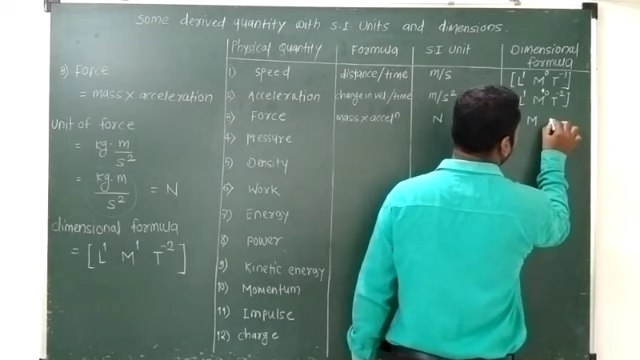 Some derived quantity with S.I Units and dimensions.
3) Force
= mass × acceleration
Unit of force
= kg. m/s²
= kg.m/s² = N
dimensional formula
= [L¹ M¹ T⁻²]
Physical Quantity Formula S.I Unit Dimensional formula
1) Speed distance/time m/s [L¹ M⁰ T⁻¹]
2) Acceleration change in vel/time m/s² L¹ M⁰ T⁻²]
3) Force mass × accelⁿ N M
4) Pressure
5) Density
6) Work
7) Energy
8) Power
9) Kinetic energy
10) Momentum
11) Impulse
12) charge